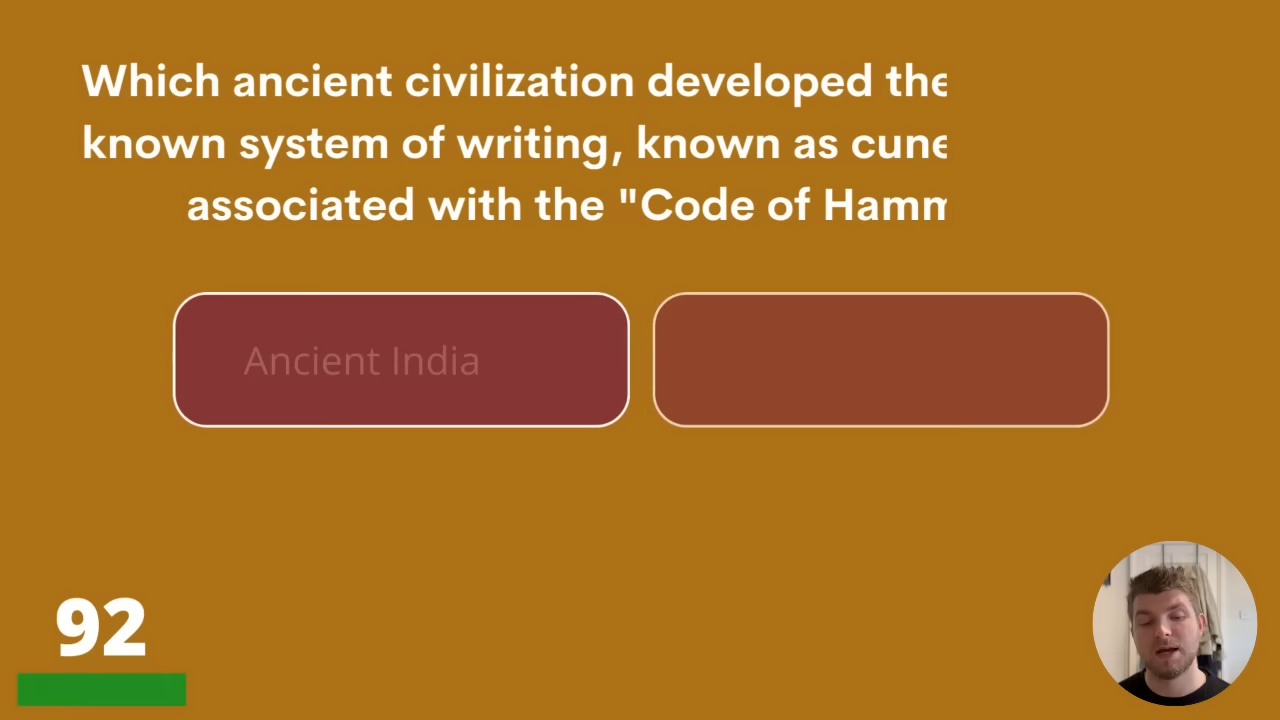 Which ancient civilization developed the
known system of writing, known as cune
associated with the "Code of Hamm
Ancient India
92